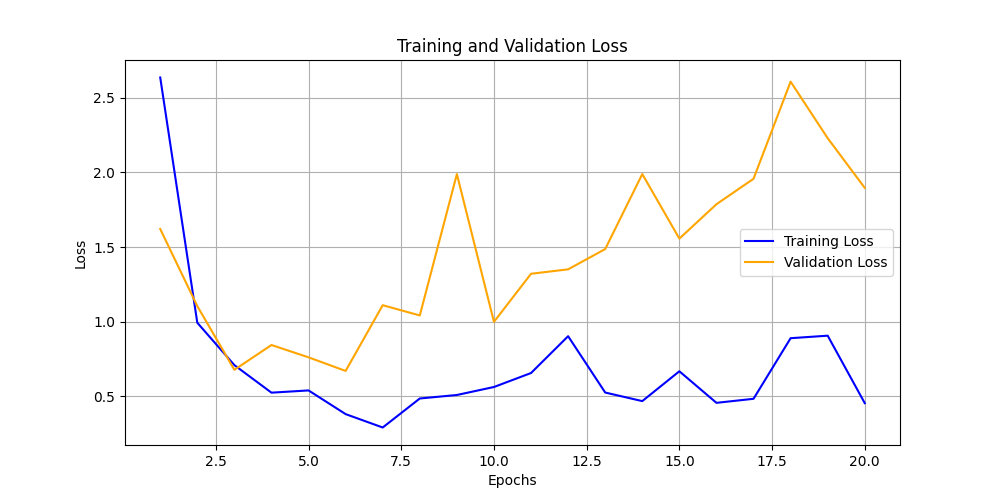 Training and Validation Loss
2.5
2.0
1.5
1.0
0.5
Loss
Training Loss
Validation Loss
2.5 5.0 7.5 10.0 12.5 15.0 17.5 20.0
Epochs